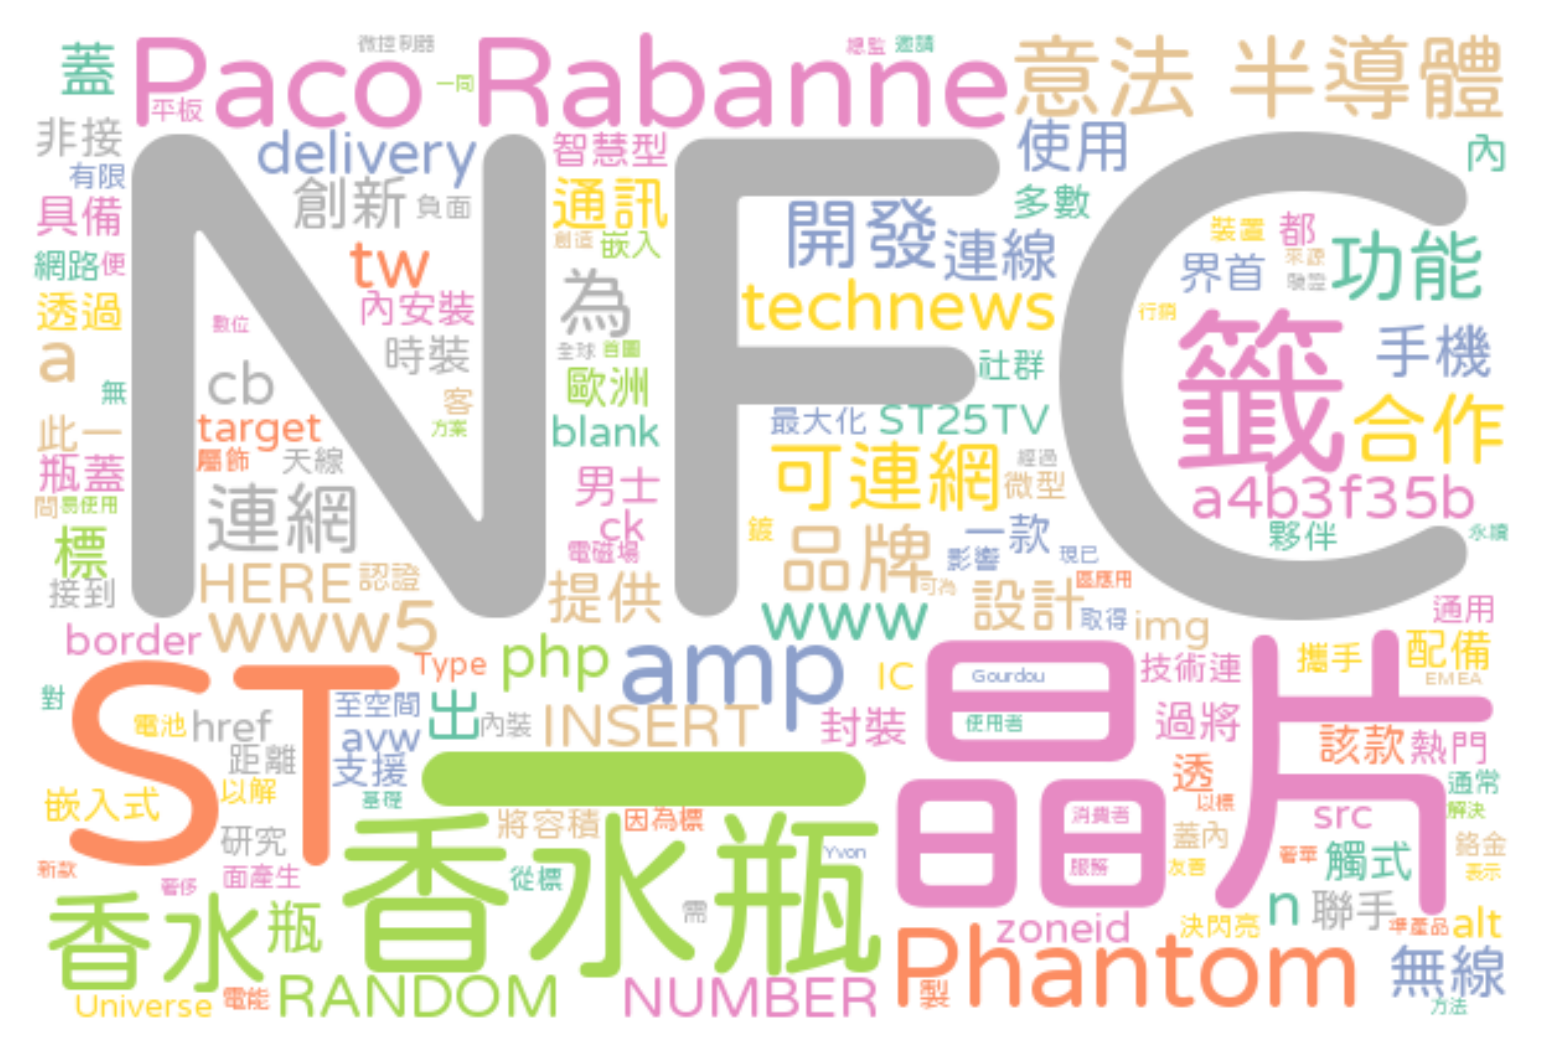 微控制器
總監
邀請
蓋
Paco Rabanne
一同
意法 半導體
平板
非接
delivery
智慧型
使用
內
有限
NFC
具備
創新
負面
通訊
開發
多數
裝置
都
網路
便
tw
創造
嵌入
連線
界首
來源
功能
透過
內安裝
為
technews
驗證
行銷
數位
時裝
全球
首圖
籤
手機
a
cb
歐洲
社群
無
客
此一
target
方案
blank
最大化
ST25TV
合作
瓶蓋
屬飾
天線
男士
可連網
經過
微型
a4b3f35b
間
易使用
連網
ck
鍍
一款
夥伴
永續
標
電磁場
品牌
影響
現已
接到
HERE
認證
提供
可為
區應用
設計
取得
img
通用
border
www5
www
ST
Type
php
amp
IC
晶片
Gourdou
技術連
攜手
配備
EMEA
對
至空間
出
電池
href
內裝
INSERT
封裝
使用者
過將
距離
avw
支援
一
該款
熱門
透
嵌入式
以解
基礎
通常
將容積
因為標
消費者
以標
src
解決
研究
香水瓶
Yvon
蓋內
鉻金
新款
奢侈
面產生
從標
服務
友善
奢華
觸式
表示
香水
瓶
需
n
聯手
準產品
alt
zoneid
決閃亮
Universe
電能
RANDOM
NUMBER
Phantom
製
無線
方法